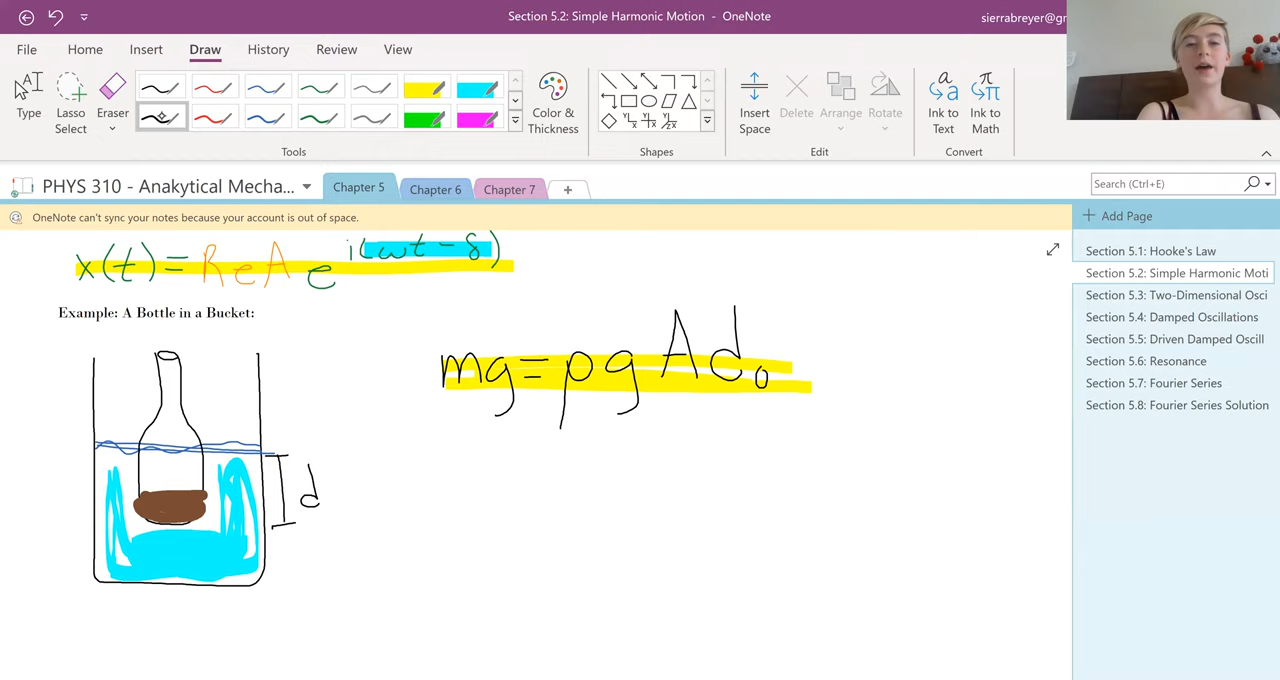 Section 5.2: Simple Harmonic Motion - OneNote
sierrabreyer@gr
File Home Insert Draw History Review View
Type
Lasso Select
Eraser
Color & Thickness
Insert Space
Delete
Arrange
Rotate
Ink to Text
Ink to Math
Tools
Shapes
Edit
Convert
PHYS 310 - Anakytical Mecha...
Chapter 5
Chapter 6
Chapter 7
Search (Ctrl+E)
OneNote can't sync your notes because your account is out of space.
Add Page
Section 5.1: Hooke's Law
Section 5.2: Simple Harmonic Moti
Section 5.3: Two-Dimensional Osci
Section 5.4: Damped Oscillations
Section 5.5: Driven Damped Oscill
Section 5.6: Resonance
Section 5.7: Fourier Series
Section 5.8: Fourier Series Solution
x(t) = Re A e^i(ωt - δ)
Example: A Bottle in a Bucket:
mg = ρg A d₀
d